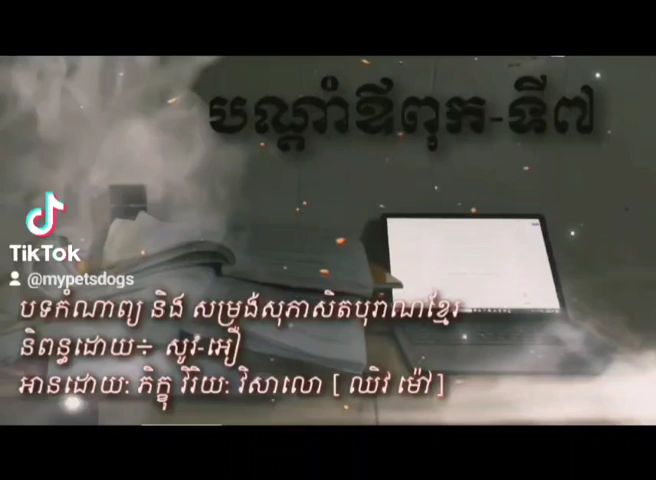 បណ្ដាំឪពុក-ទី៧
TikTok
@mypetsdogs
បទកំណាព្យ និង សម្រង់សុភាសិតបុរាណខ្មែរ
និពន្ធដោយ÷ សូវ-អឿ
អានដោយ: ភិក្ខុ វិរិយ: វិសាលោ [ ឈិវ ម៉ៅ ]